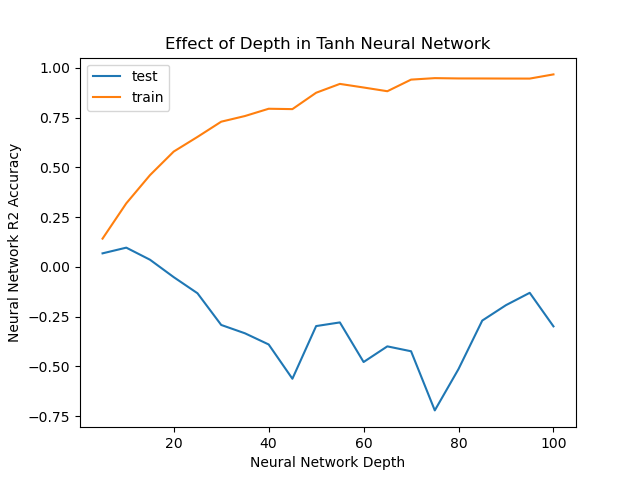 Effect of Depth in Tanh Neural Network
test
train
1.00
0.75
0.50
0.25
0.00
−0.25
−0.50
−0.75
Neural Network R2 Accuracy
20
40
60
80
100
Neural Network Depth